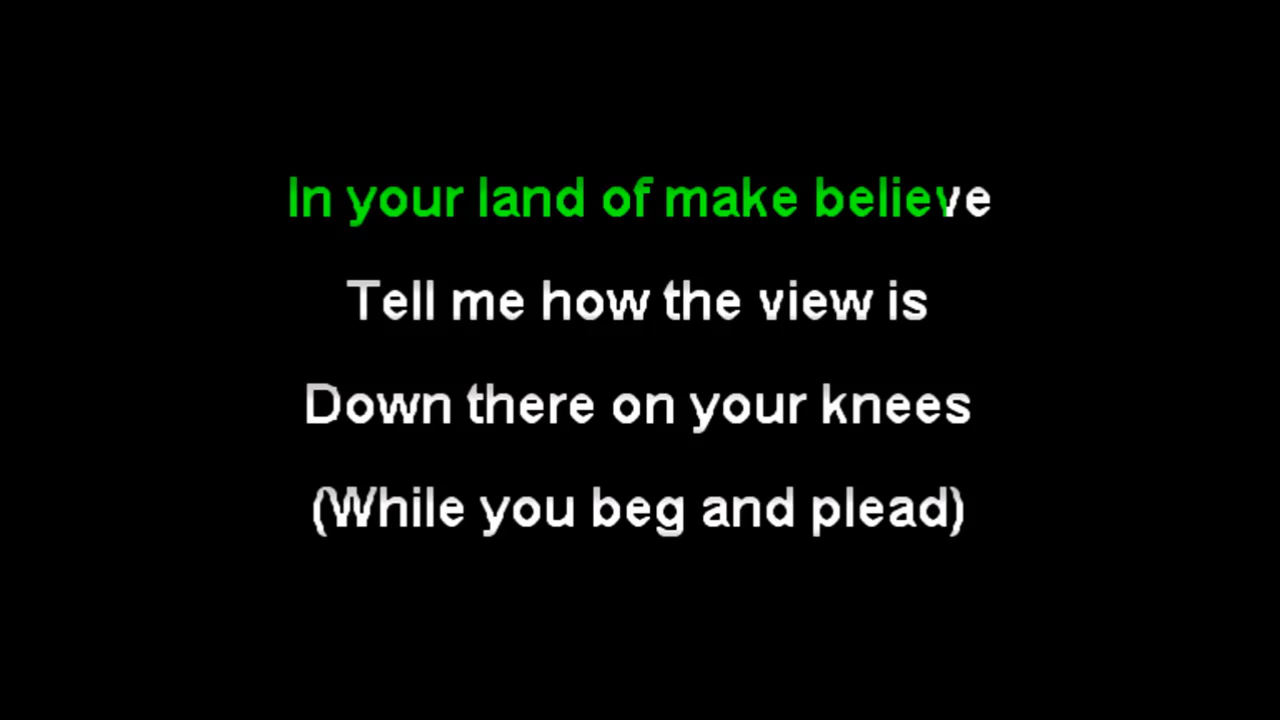 In your land of make believe
Tell me how the view is
Down there on your knees
(While you beg and plead)